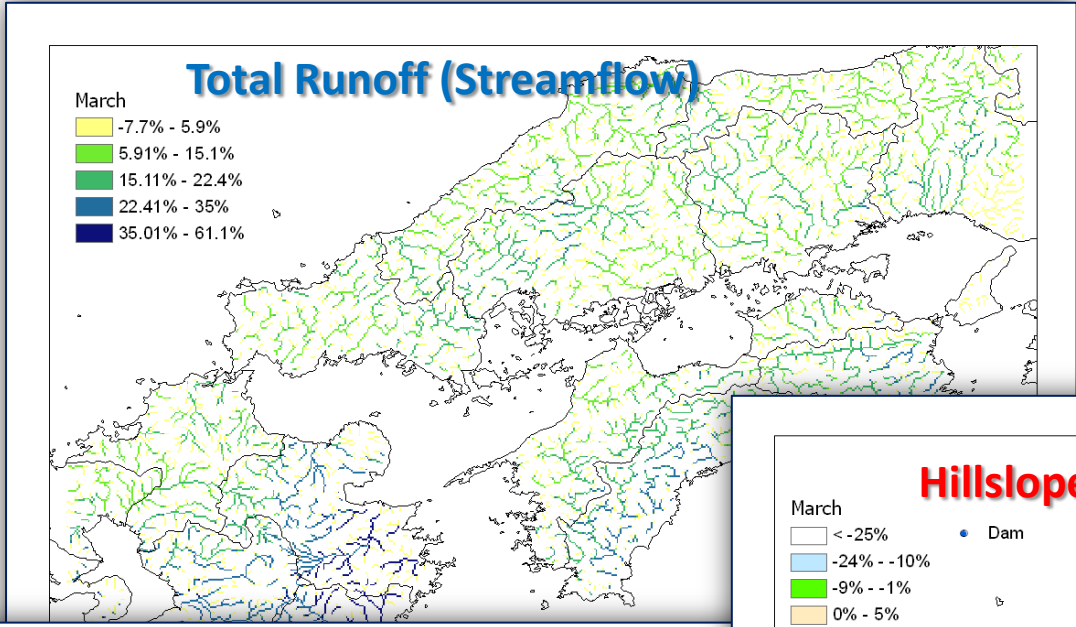 Total Runoff (Streamflow)
March
-7.7% - 5.9%
5.91% - 15.1%
15.11% - 22.4%
22.41% - 35%
35.01% - 61.1%
Hillslope
March
< -25%
Dam
-24% - -10%
-9% - -1%
0% - 5%